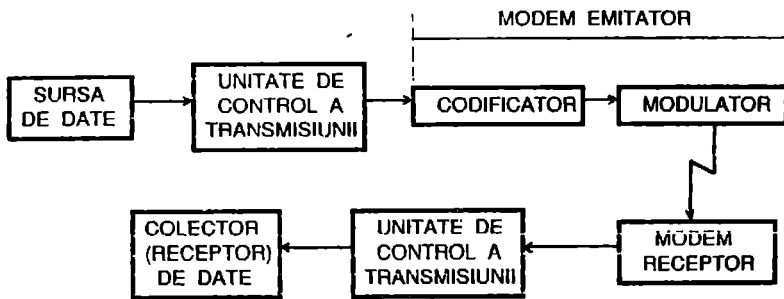 MODEM EMITATOR
SURSA
DE DATE
UNITATE DE
CONTROL A
TRANSMISIUNII
CODIFICATOR
MODULATOR
COLECTOR
(RECEPTOR)
DE DATE
UNITATE DE
CONTROL A
TRANSMISIUNII
MODEM
RECEPTOR